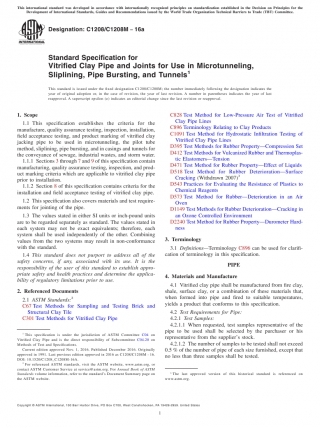 This international standard was developed in accordance with internationally recognized principles on standardization established in the Decision on Principles for the
Development of International Standards, Guides and Recommendations issued by the World Trade Organization Technical Barriers to Trade (TBT) Committee.
Designation: C1208/C1208M − 16a
Standard Specification for
Vitrified Clay Pipe and Joints for Use in Microtunneling,
Sliplining, Pipe Bursting, and Tunnels¹
This standard is issued under the fixed designation C1208/C1208M; the number immediately following the designation indicates the
year of original adoption or, in the case of revision, the year of last revision. A number in parentheses indicates the year of last
reapproval. A superscript epsilon (ε) indicates an editorial change since the last revision or reapproval.
1. Scope
1.1 This specification establishes the criteria for the
manufacture, quality assurance testing, inspection, installation,
field acceptance testing, and product marking of vitrified clay
jacking pipe to be used in microtunneling, the pilot tube
method, sliplining, pipe bursting, and in casings and tunnels for
the conveyance of sewage, industrial wastes, and storm water.
1.1.1 Sections 3 through 7 and 9 of this specification contain
manufacturing, quality assurance testing, inspection, and prod-
uct marking criteria which are applicable to vitrified clay pipe
prior to installation.
1.1.2 Section 8 of this specification contains criteria for the
installation and field acceptance testing of vitrified clay pipe.
1.2 This specification also covers materials and test require-
ments for joining of the pipe.
1.3 The values stated in either SI units or inch-pound units
are to be regarded separately as standard. The values stated in
each system may not be exact equivalents; therefore, each
system shall be used independently of the other. Combining
values from the two systems may result in non-conformance
with the standard.
1.4 This standard does not purport to address all of the
safety concerns, if any, associated with its use. It is the
responsibility of the user of this standard to establish appro-
priate safety and health practices and determine the applica-
bility of regulatory limitations prior to use.
2. Referenced Documents
2.1 ASTM Standards:²
C67 Test Methods for Sampling and Testing Brick and
Structural Clay Tile
C301 Test Methods for Vitrified Clay Pipe
C828 Test Method for Low-Pressure Air Test of Vitrified
Clay Pipe Lines
C896 Terminology Relating to Clay Products
C1091 Test Method for Hydrostatic Infiltration Testing of
Vitrified Clay Pipe Lines
D395 Test Methods for Rubber Property—Compression Set
D412 Test Methods for Vulcanized Rubber and Thermoplas-
tic Elastomers—Tension
D471 Test Method for Rubber Property—Effect of Liquids
D518 Test Method for Rubber Deterioration—Surface
Cracking (Withdrawn 2007)³
D543 Practices for Evaluating the Resistance of Plastics to
Chemical Reagents
D573 Test Method for Rubber—Deterioration in an Air
Oven
D1149 Test Methods for Rubber Deterioration—Cracking in
an Ozone Controlled Environment
D2240 Test Method for Rubber Property—Durometer Hard-
ness
3. Terminology
3.1 Definitions—Terminology C896 can be used for clarifi-
cation of terminology in this specification.
PIPE
4. Materials and Manufacture
4.1 Vitrified clay pipe shall be manufactured from fire clay,
shale, surface clay, or a combination of these materials that,
when formed into pipe and fired to suitable temperatures,
yields a product that conforms to this specification.
4.2 Test Requirements for Pipe:
4.2.1 Test Samples:
4.2.1.1 When requested, test samples representative of the
pipe to be used shall be selected by the purchaser or his
representative from the supplier's stock.
4.2.1.2 The number of samples to be tested shall not exceed
0.5 % of the number of pipe of each size furnished, except that
no less than three samples shall be tested.
¹ This specification is under the jurisdiction of ASTM Committee C04 on
Vitrified Clay Pipe and is the direct responsibility of Subcommittee C04.20 on
Methods of Test and Specifications.
Current edition approved Nov. 1, 2016. Published December 2016. Originally
approved in 1991. Last previous edition approved in 2016 as C1208/C1208M – 16.
DOI: 10.1520/C1208_C1208M-16A.
² For referenced ASTM standards, visit the ASTM website, www.astm.org, or
contact ASTM Customer Service at service@astm.org. For Annual Book of ASTM
Standards volume information, refer to the standard's Document Summary page on
the ASTM website.
³ The last approved version of this historical standard is referenced on
www.astm.org.
Copyright © ASTM International, 100 Barr Harbor Drive, PO Box C700, West Conshohocken, PA 19428-2959. United States
1